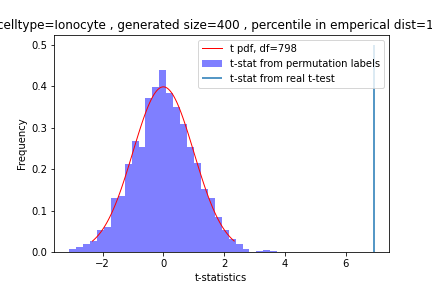 celltype=Ionocyte , generated size=400 , percentile in emperical dist=1
0.5
0.4
0.3
0.2
0.1
0.0
Frequency
t pdf, df=798
t-stat from permutation labels
t-stat from real t-test
−2 0 2 4 6
t-statistics